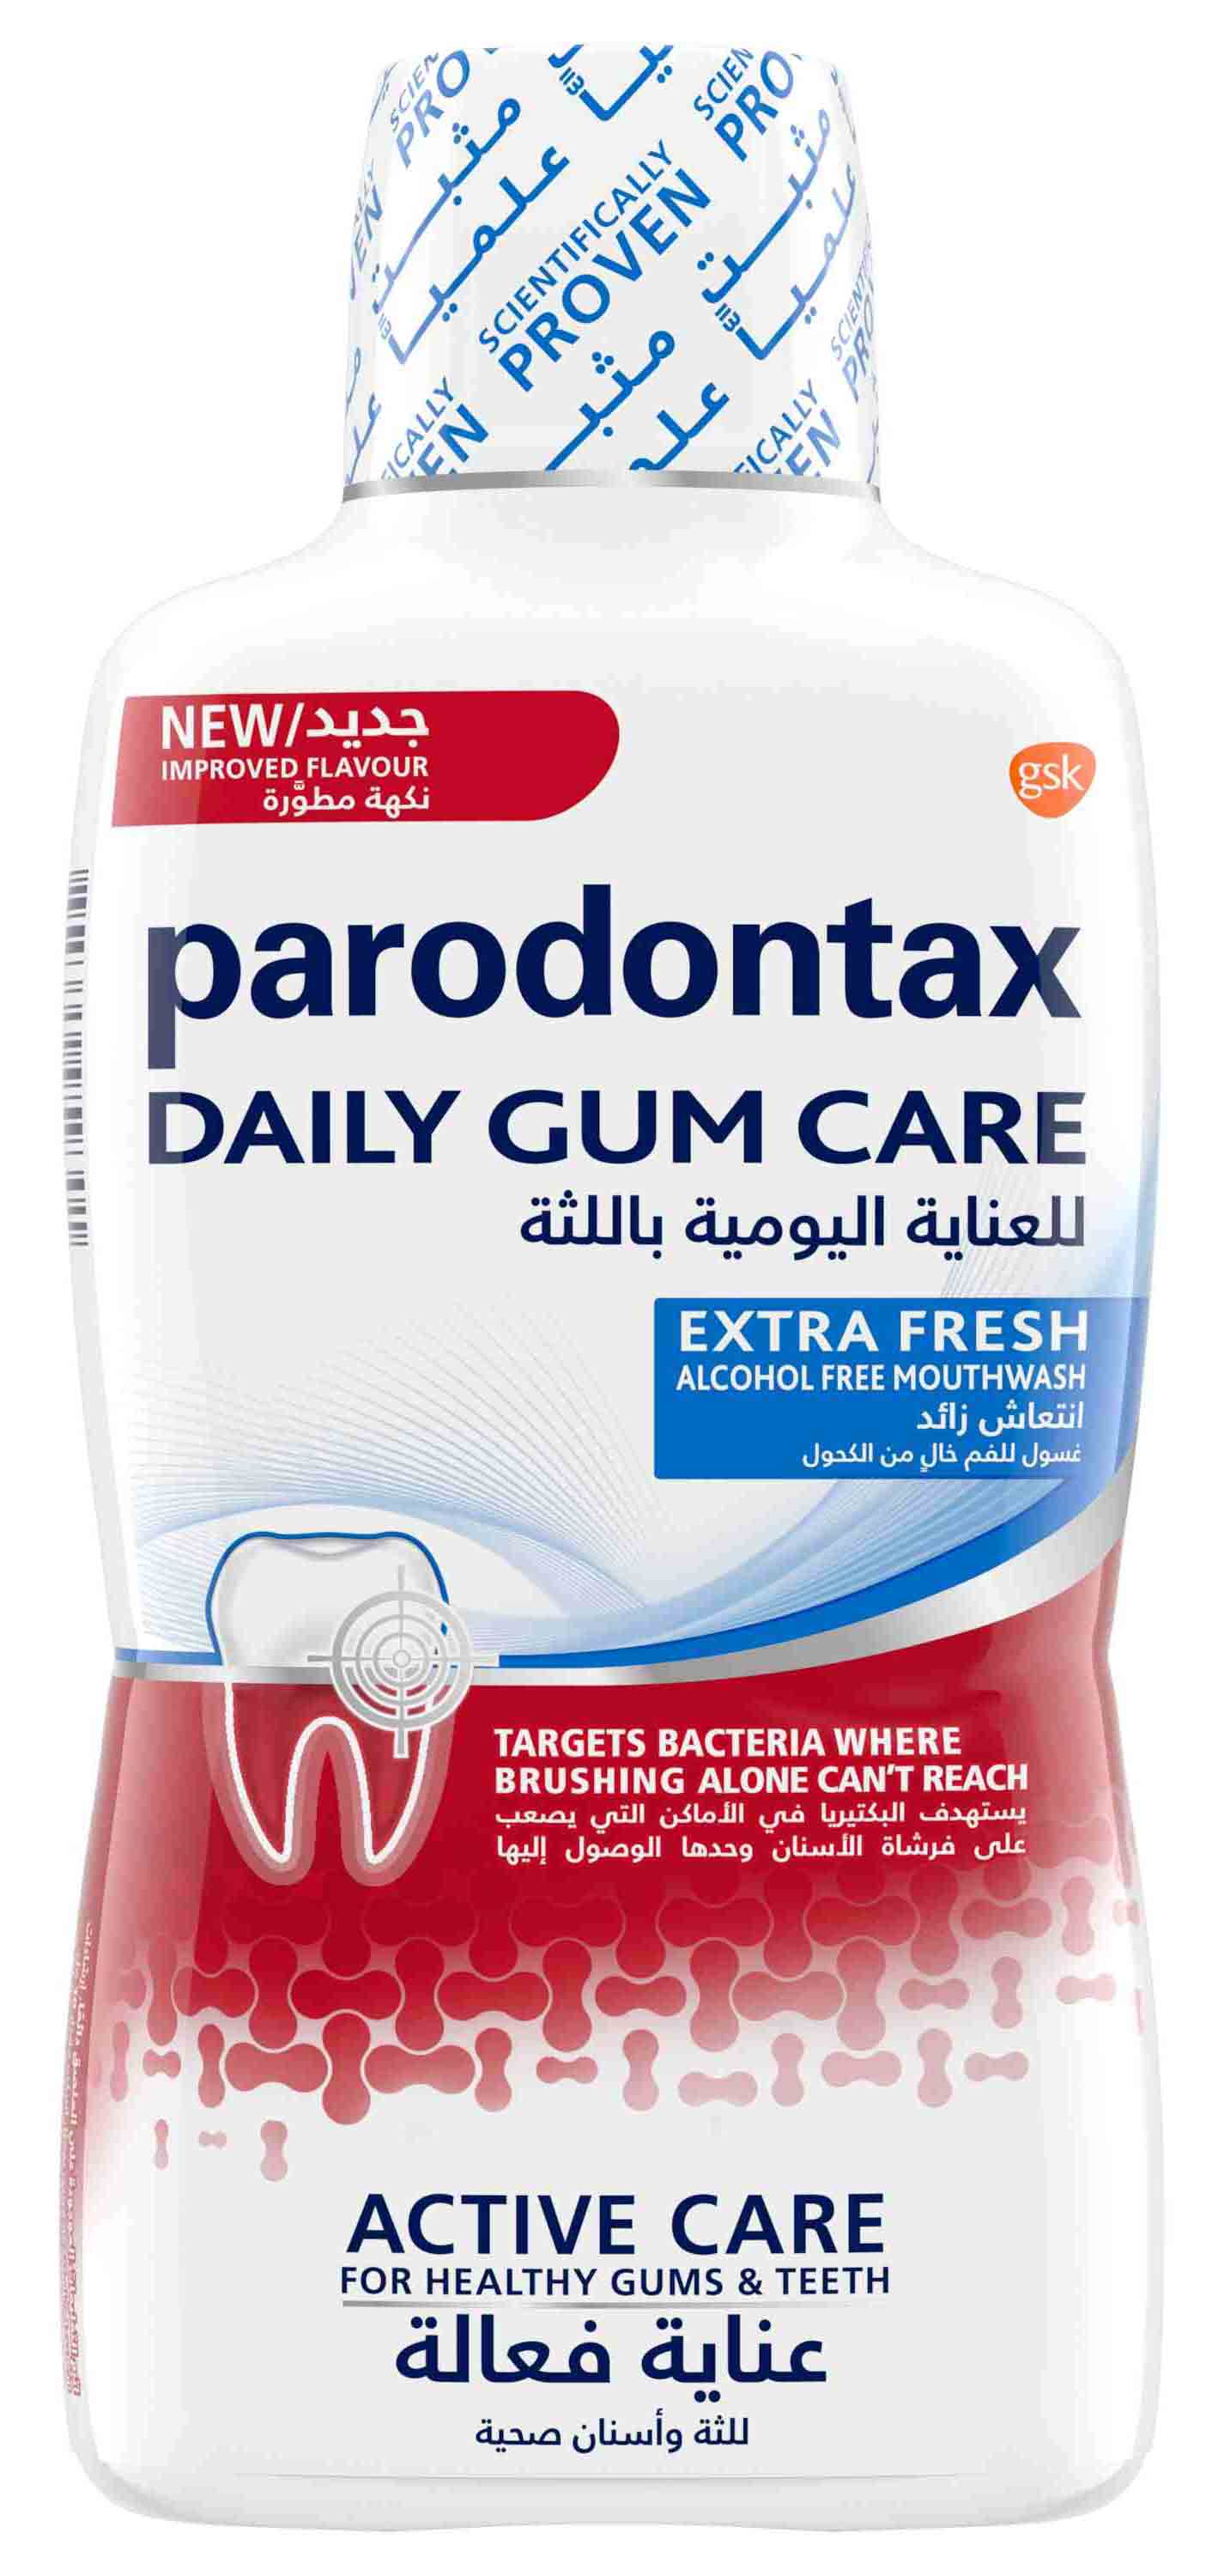 SCIENTIFICALLY
PROVEN
مثبت
علمياً
NEW/جديد
IMPROVED FLAVOUR
نكهة مطوَّرة
gsk
parodontax
DAILY GUM CARE
للعناية اليومية باللثة
EXTRA FRESH
ALCOHOL FREE MOUTHWASH
انتعاش زائد
غسول للفم خالٍ من الكحول
TARGETS BACTERIA WHERE
BRUSHING ALONE CAN'T REACH
يستهدف البكتيريا في الأماكن التي يصعب
على فرشاة الأسنان وحدها الوصول إليها
ACTIVE CARE
FOR HEALTHY GUMS & TEETH
عناية فعالة
للثة وأسنان صحية